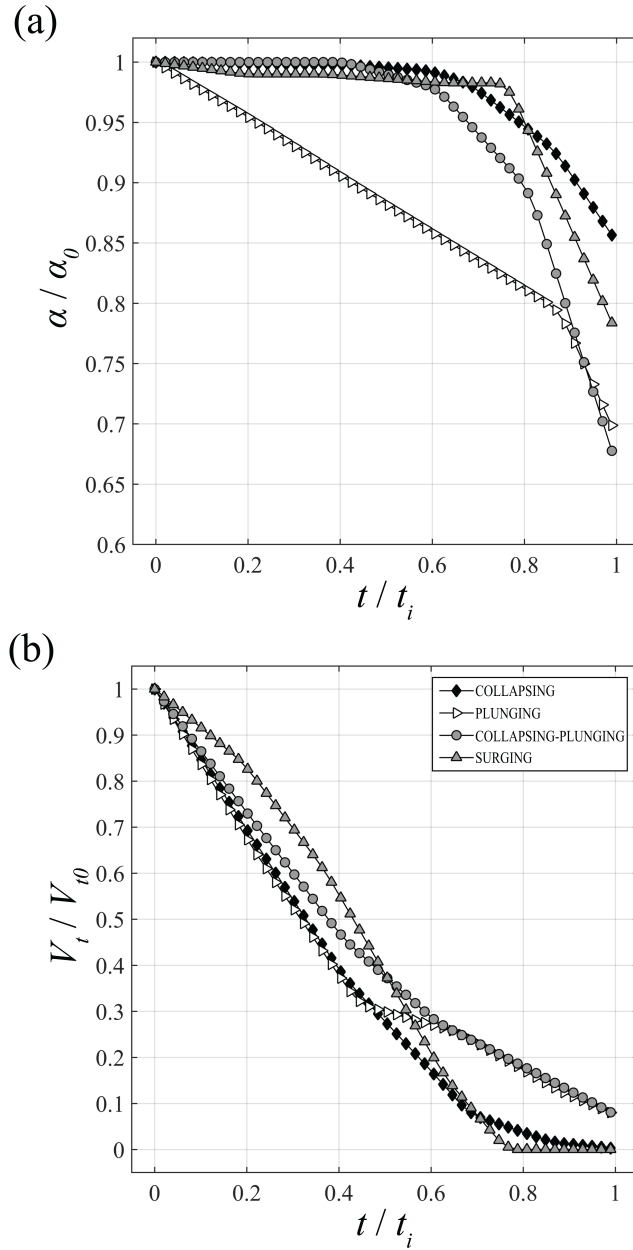 (a)
1
0.95
0.9
0.85
0.8
0.75
0.7
0.65
0.6
α / α0
0 0.2 0.4 0.6 0.8 1
t / ti
(b)
1
0.9
0.8
0.7
0.6
0.5
0.4
0.3
0.2
0.1
0
Vt / Vt0
COLLAPSING
PLUNGING
COLLAPSING-PLUNGING
SURGING
0 0.2 0.4 0.6 0.8 1
t / ti